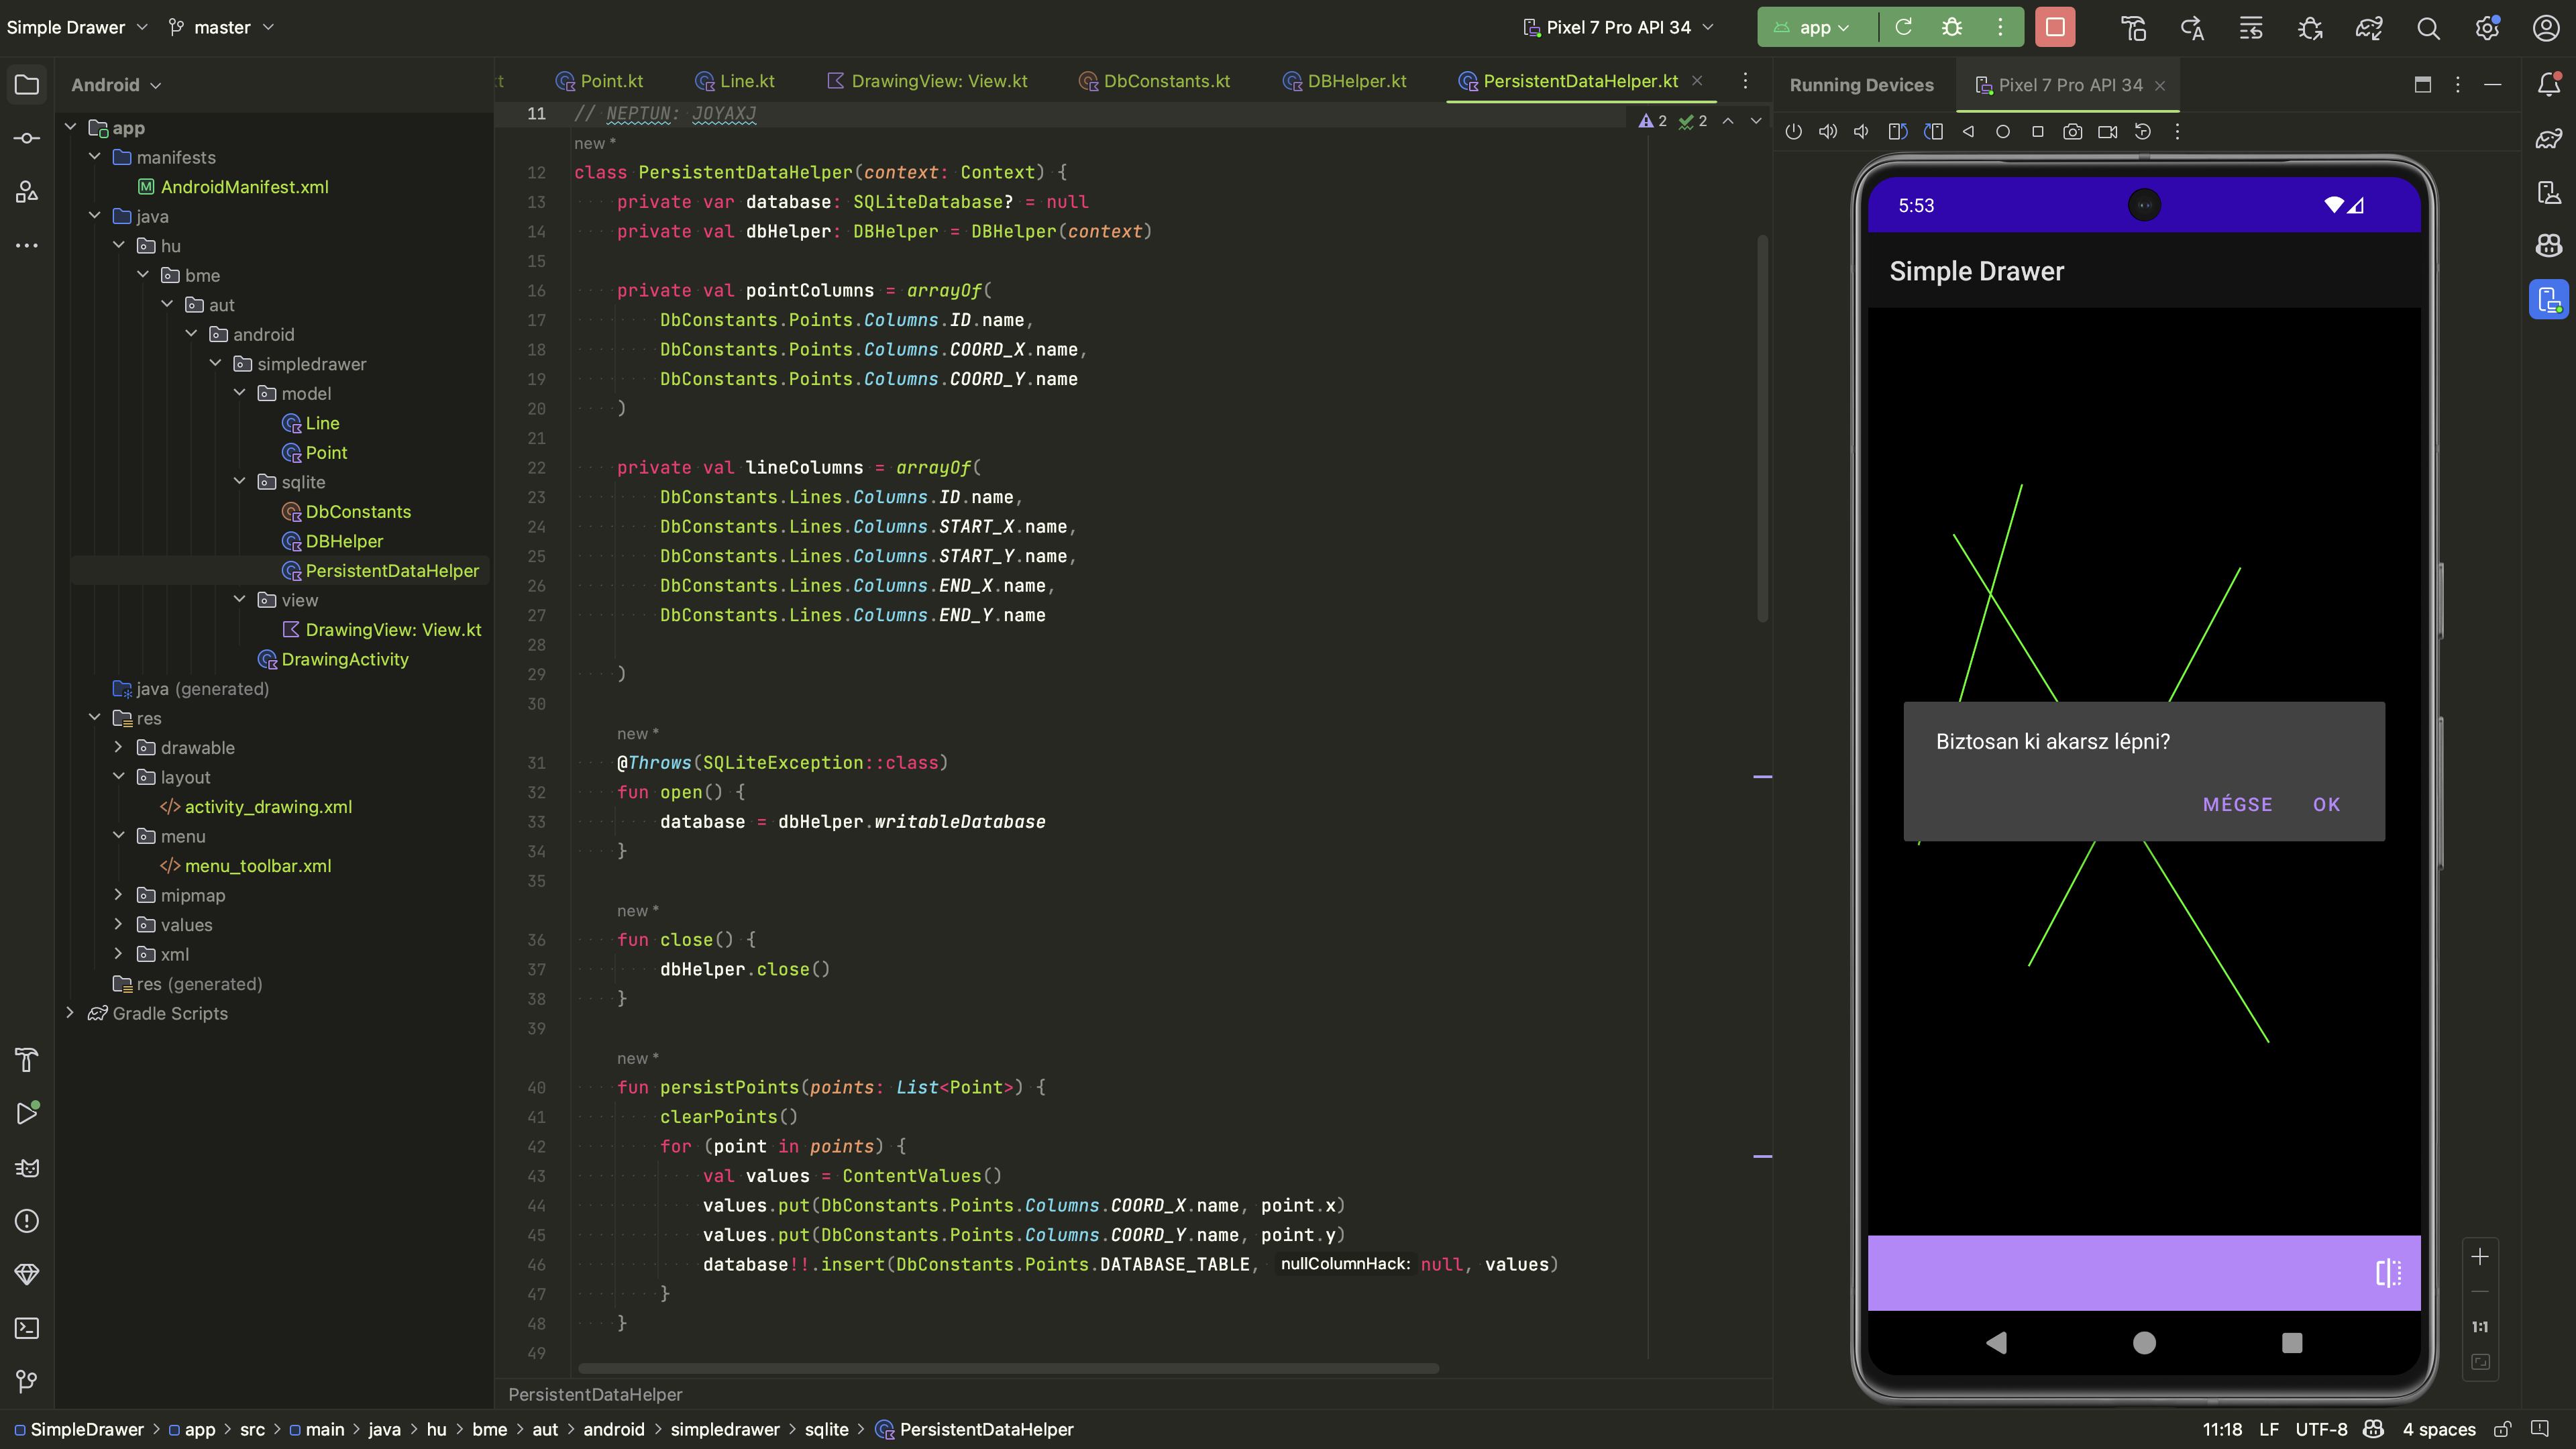 Simple Drawer
master
Pixel 7 Pro API 34
app
Android
app
manifests
AndroidManifest.xml
java
hu
bme
aut
android
simpledrawer
model
Line
Point
sqlite
DbConstants
DBHelper
PersistentDataHelper
view
DrawingView: View.kt
DrawingActivity
java (generated)
res
drawable
layout
activity_drawing.xml
menu
menu_toolbar.xml
mipmap
values
xml
res (generated)
Gradle Scripts
Point.kt
Line.kt
DrawingView: View.kt
DbConstants.kt
DBHelper.kt
PersistentDataHelper.kt
2 2
11 // NEPTUN: JOYAXJ
new *
12 class PersistentDataHelper(context: Context) {
13 private var database: SQLiteDatabase? = null
14 private val dbHelper: DBHelper = DBHelper(context)
15
16 private val pointColumns = arrayOf(
17 DbConstants.Points.Columns.ID.name,
18 DbConstants.Points.Columns.COORD_X.name,
19 DbConstants.Points.Columns.COORD_Y.name
20 )
21
22 private val lineColumns = arrayOf(
23 DbConstants.Lines.Columns.ID.name,
24 DbConstants.Lines.Columns.START_X.name,
25 DbConstants.Lines.Columns.START_Y.name,
26 DbConstants.Lines.Columns.END_X.name,
27 DbConstants.Lines.Columns.END_Y.name
28
29 )
30
new *
31 @Throws(SQLiteException::class)
32 fun open() {
33 database = dbHelper.writableDatabase
34 }
35
new *
36 fun close() {
37 dbHelper.close()
38 }
39
new *
40 fun persistPoints(points: List<Point>) {
41 clearPoints()
42 for (point in points) {
43 val values = ContentValues()
44 values.put(DbConstants.Points.Columns.COORD_X.name, point.x)
45 values.put(DbConstants.Points.Columns.COORD_Y.name, point.y)
46 database!!.insert(DbConstants.Points.DATABASE_TABLE, nullColumnHack: null, values)
47 }
48 }
49
PersistentDataHelper
Running Devices
Pixel 7 Pro API 34
5:53
Simple Drawer
Biztosan ki akarsz lépni?
MÉGSE OK
1:1
SimpleDrawer > app > src > main > java > hu > bme > aut > android > simpledrawer > sqlite > PersistentDataHelper
11:18 LF UTF-8 4 spaces